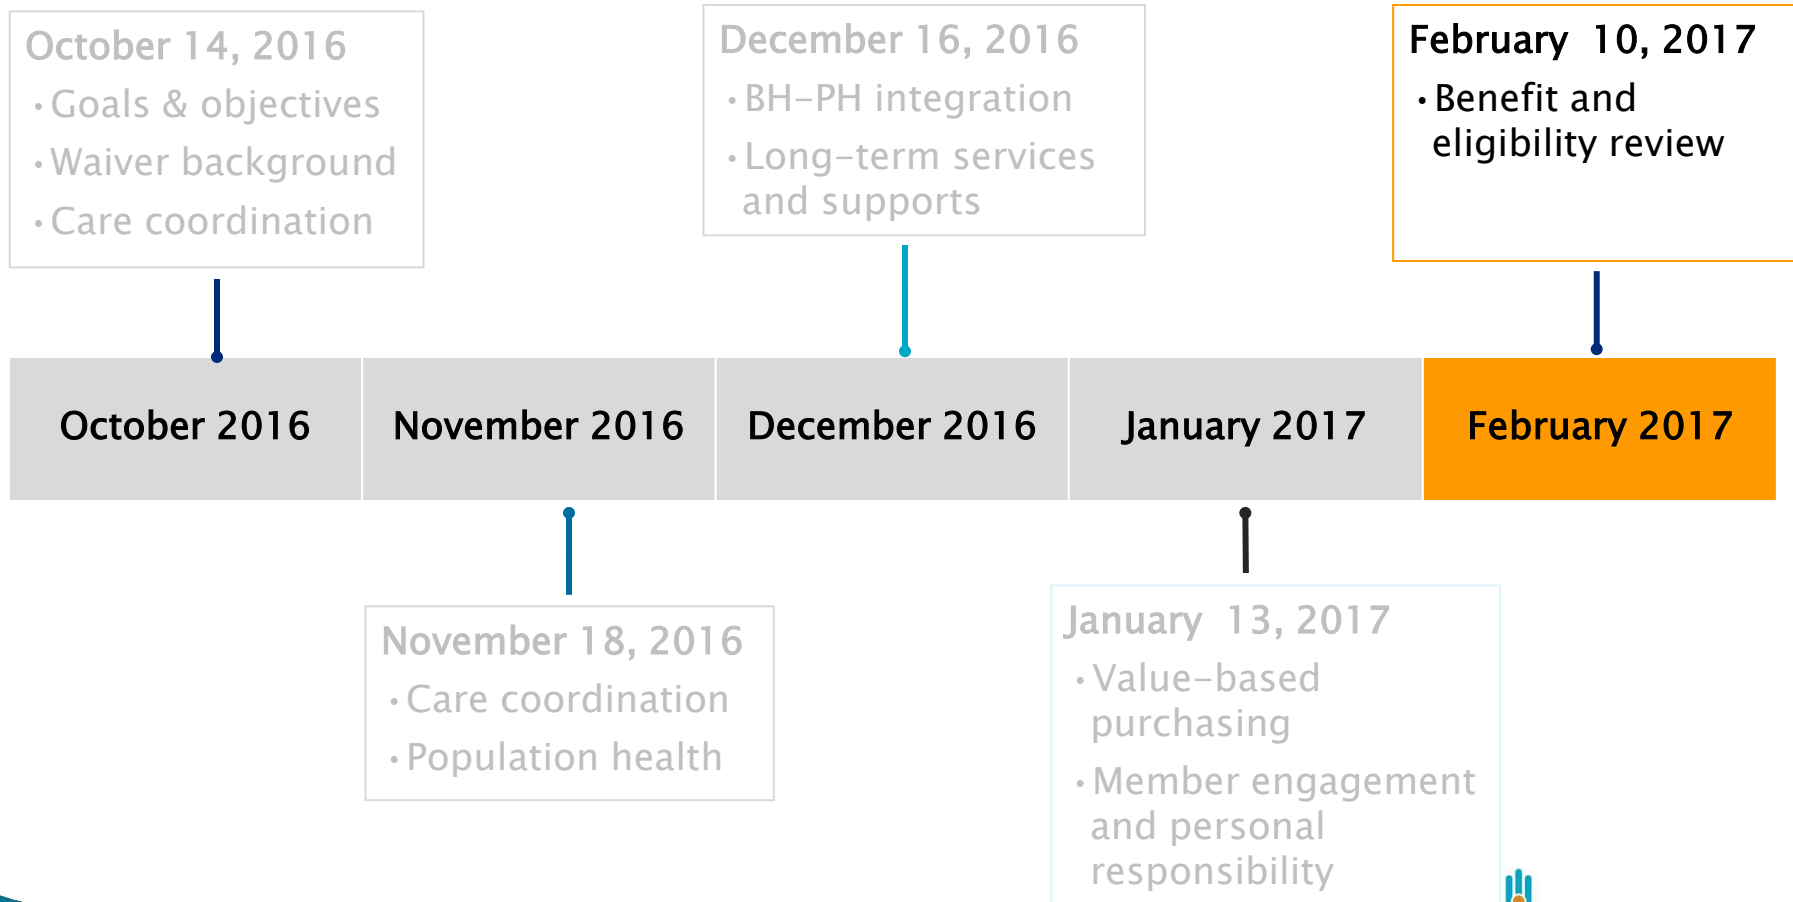 October 14, 2016
• Goals & objectives
• Waiver background
• Care coordination
December 16, 2016
• BH-PH integration
• Long-term services
and supports
February 10, 2017
• Benefit and
eligibility review
October 2016
November 2016
December 2016
January 2017
February 2017
November 18, 2016
• Care coordination
• Population health
January 13, 2017
• Value-based
purchasing
• Member engagement
and personal
responsibility